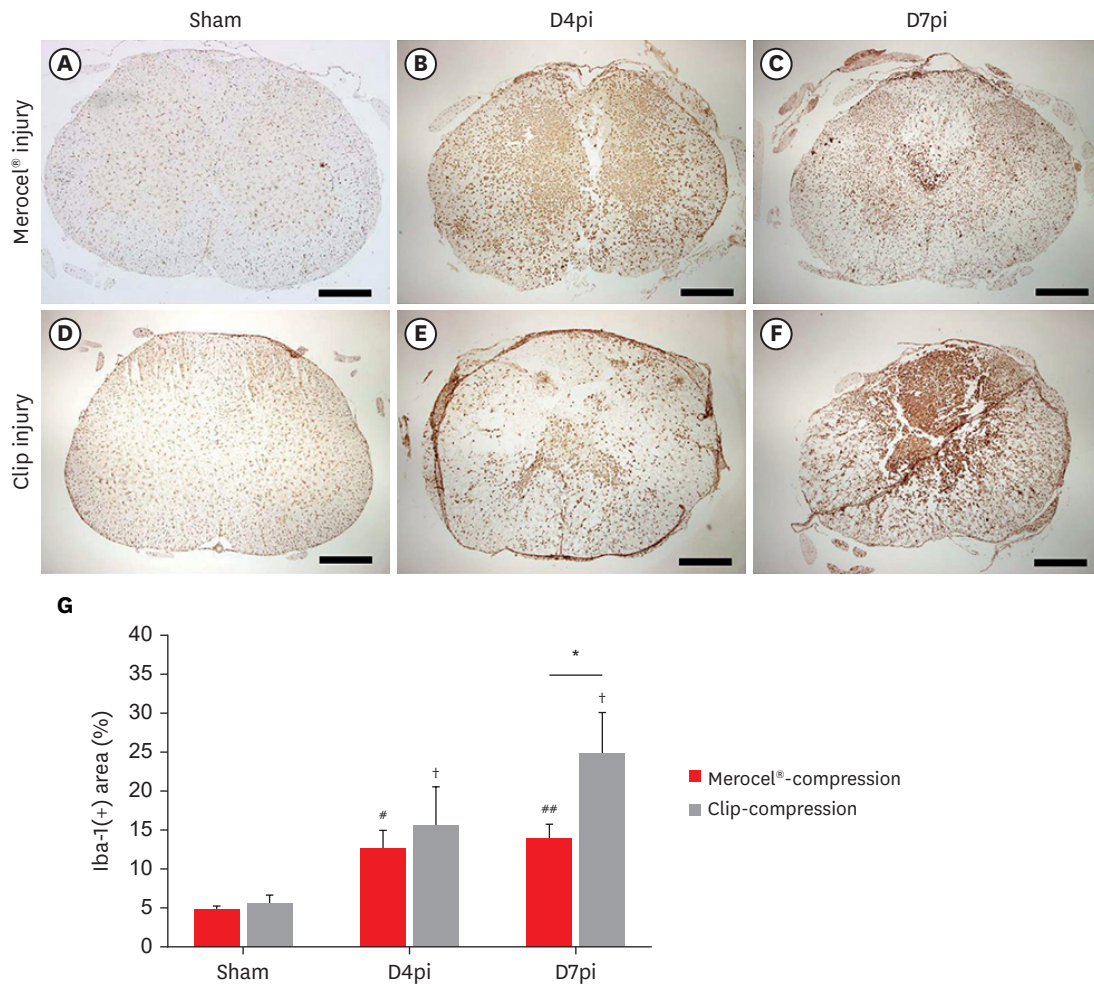 Sham D4pi D7pi
Merocel® injury
A B C
Clip injury
D E F
G
Iba-1(+) area (%)
40
35
30
25
20
15
10
5
0
*
†
†
#
##
Sham D4pi D7pi
Merocel®-compression
Clip-compression